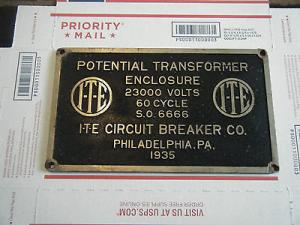 PRIORITY
★ MAIL ★
POTENTIAL TRANSFORMER
ENCLOSURE
23000 VOLTS
60 CYCLE
S.O. 6666
I-T-E
I-T-E
I-T-E CIRCUIT BREAKER CO.
PHILADELPHIA, PA.
1935
VISIT US AT USPS.COM